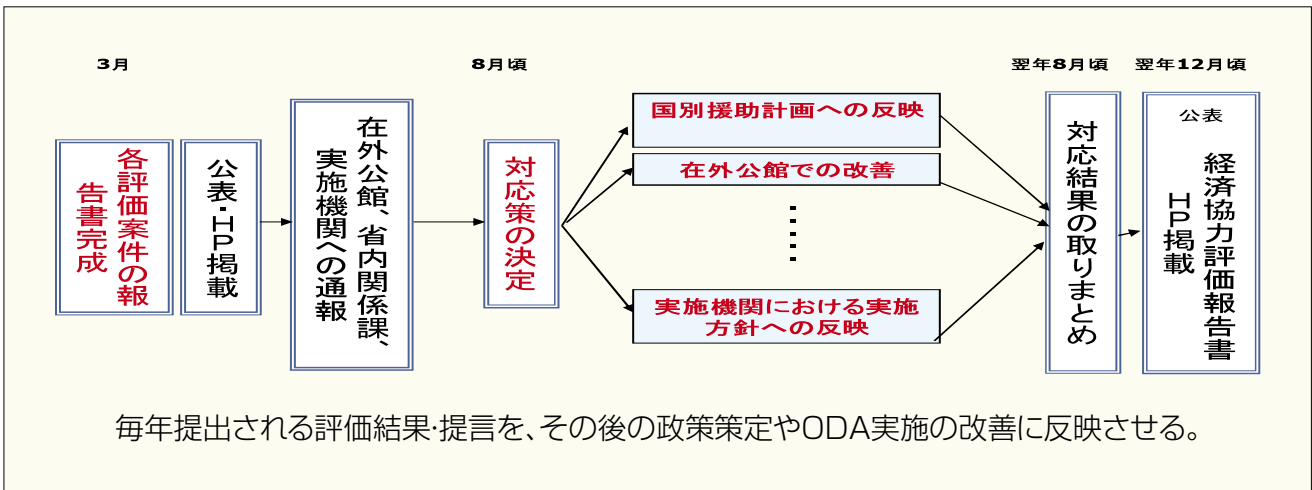 3月
8月頃
翌年8月頃
翌年12月頃
各評価案件の報
告書完成
公表・HP掲載
在外公館、省内関係課、
実施機関への通報
対応策の決定
国別援助計画への反映
在外公館での改善
実施機関における実施
方針への反映
対応結果の取りまとめ
公表
経済協力評価報告書
HP掲載
毎年提出される評価結果・提言を、その後の政策策定やODA実施の改善に反映させる。